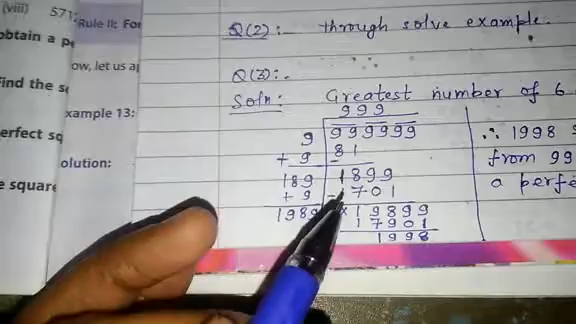 (viii) 571
obtain a
Find the
perfect sq
e square
Rule II: For
ow, let us a
xample 13:
olution:
Q(2):- through solve example.
Q(3):-
Soln: Greatest number of 6
999
9 999999
+ 9 - 81
189 1899
+ 9 - 1701
1989 × 19899
17901
1998
∴ 1998
from 99
a perfe